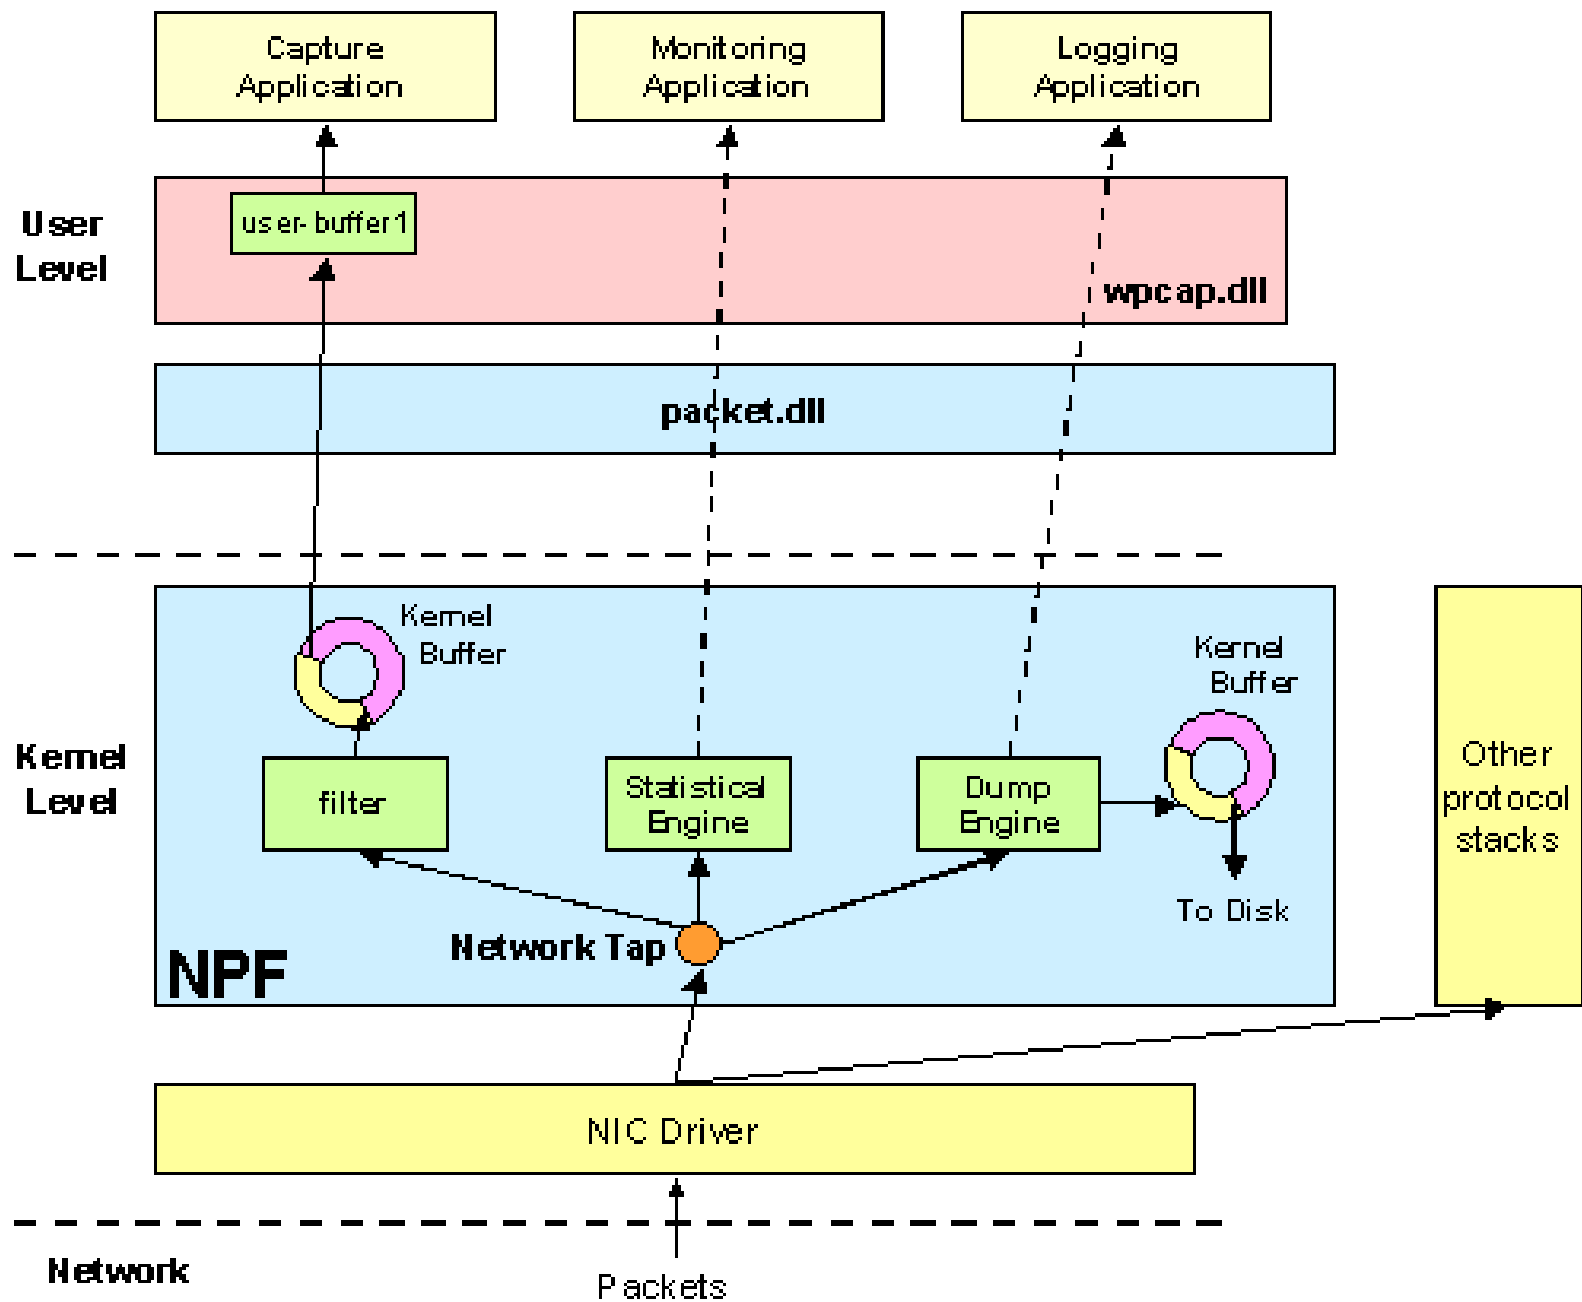 Capture
Application
Monitoring
Application
Logging
Application
User
Level
user-buffer1
wpcap.dll
packet.dll
Kernel
Buffer
Kernel
Buffer
Kernel
Level
filter
Statistical
Engine
Dump
Engine
Other
protocol
stacks
To Disk
Network Tap
NPF
NIC Driver
Network
Packets